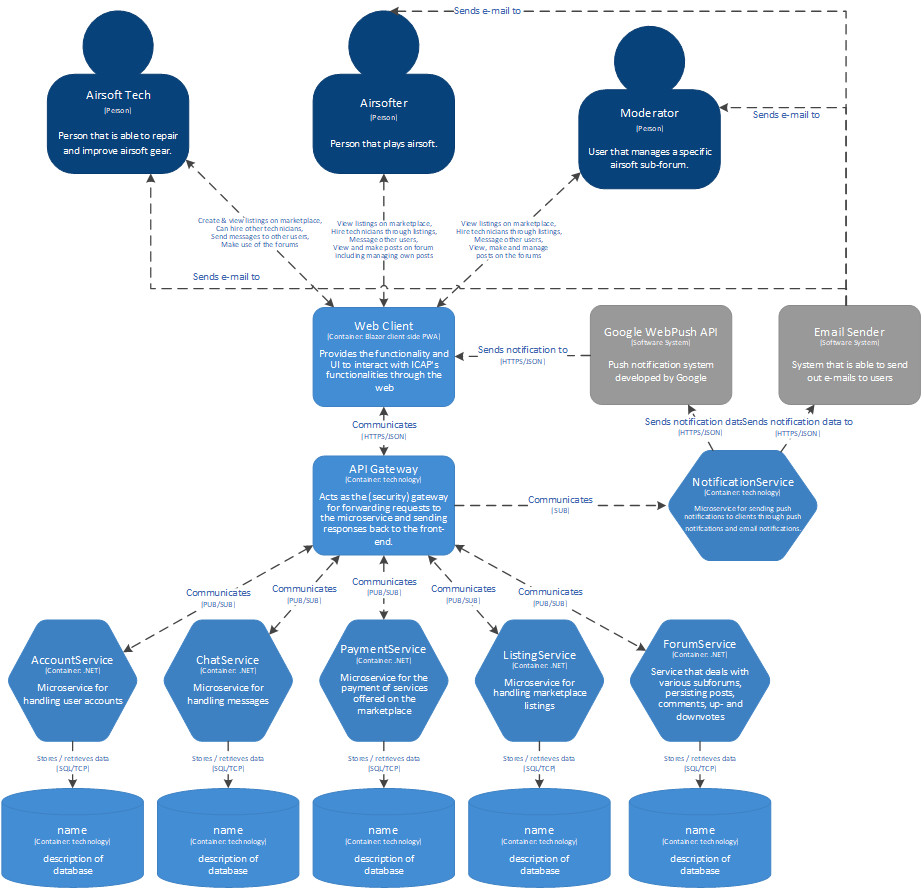 Sends e-mail to
Airsoft Tech
[Person]
Person that is able to repair
and improve airsoft gear.
Airsofter
[Person]
Person that plays airsoft.
Moderator
[Person]
User that manages a specific
airsoft sub-forum.
Sends e-mail to
Create & view listings on marketplace,
Can hire other technicians,
Send messages to other users,
Make use of the forums
View listings on marketplace,
Hire technicians through listings,
Message other users,
View and make posts on forum
including managing own posts
View listings on marketplace,
Hire technicians through listings,
Message other users,
View, make and manage
posts on the forums
Sends e-mail to
Web Client
[Container: Blazor client side PWA]
Provides the functionality and
UI to interact with ICAP's
functionalities through the
web
Sends notification to
[HTTPS/JSON]
Google WebPush API
[Software System]
Push notification system
developed by Google
Email Sender
[Software System]
System that is able to send
out e-mails to users
Communicates
[HTTPS/JSON]
Sends notification data
[HTTPS/JSON]
Sends notification data to
[HTTPS/JSON]
API Gateway
[Container: technology]
Acts as the (security) gateway
for forwarding requests to
the microservice and sending
responses back to the front-
end.
Communicates
[SUB]
NotificationService
[Container: technology]
Microservice for sending push
notifications to clients through push
notifcations and email notifications.
Communicates
[PUB/SUB]
Communicates
[PUB/SUB]
Communicates
[PUB/SUB]
Communicates
[PUB/SUB]
Communicates
[PUB/SUB]
AccountService
[Container: .NET]
Microservice for
handling user accounts
ChatService
[Container: .NET]
Microservice for
handling messages
PaymentService
[Container: .NET]
Microservice for the
payment of services
offered on the
marketplace
ListingService
[Container: .NET]
Microservice for
handling marketplace
listings
ForumService
[Container: .NET]
Service that deals with
various subforums,
persisting posts,
comments, up- and
downvotes
Stores / retrieves data
[SQL/TCP]
Stores / retrieves data
[SQL/TCP]
Stores / retrieves data
[SQL/TCP]
Stores / retrieves data
[SQL/TCP]
Stores / retrieves data
[SQL/TCP]
name
[Container: technology]
description of
database
name
[Container: technology]
description of
database
name
[Container: technology]
description of
database
name
[Container: technology]
description of
database
name
[Container: technology]
description of
database